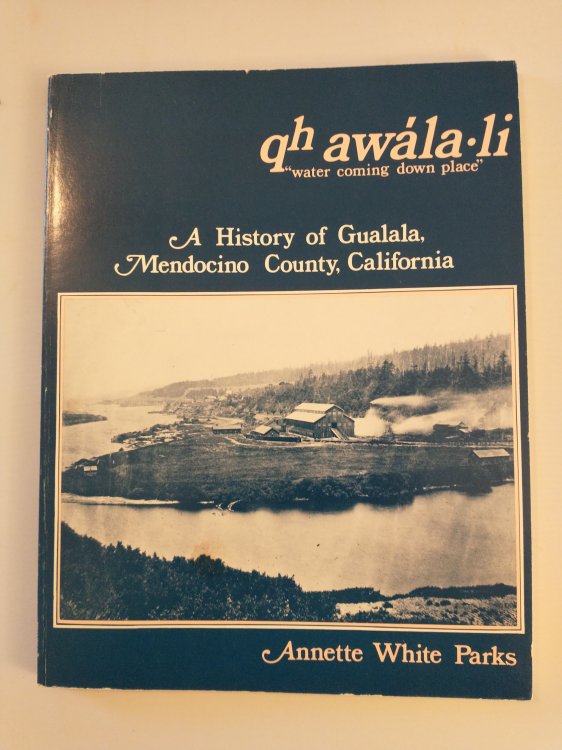 qʰ awála·li
"water coming down place"
A History of Gualala,
Mendocino County, California
Annette White Parks